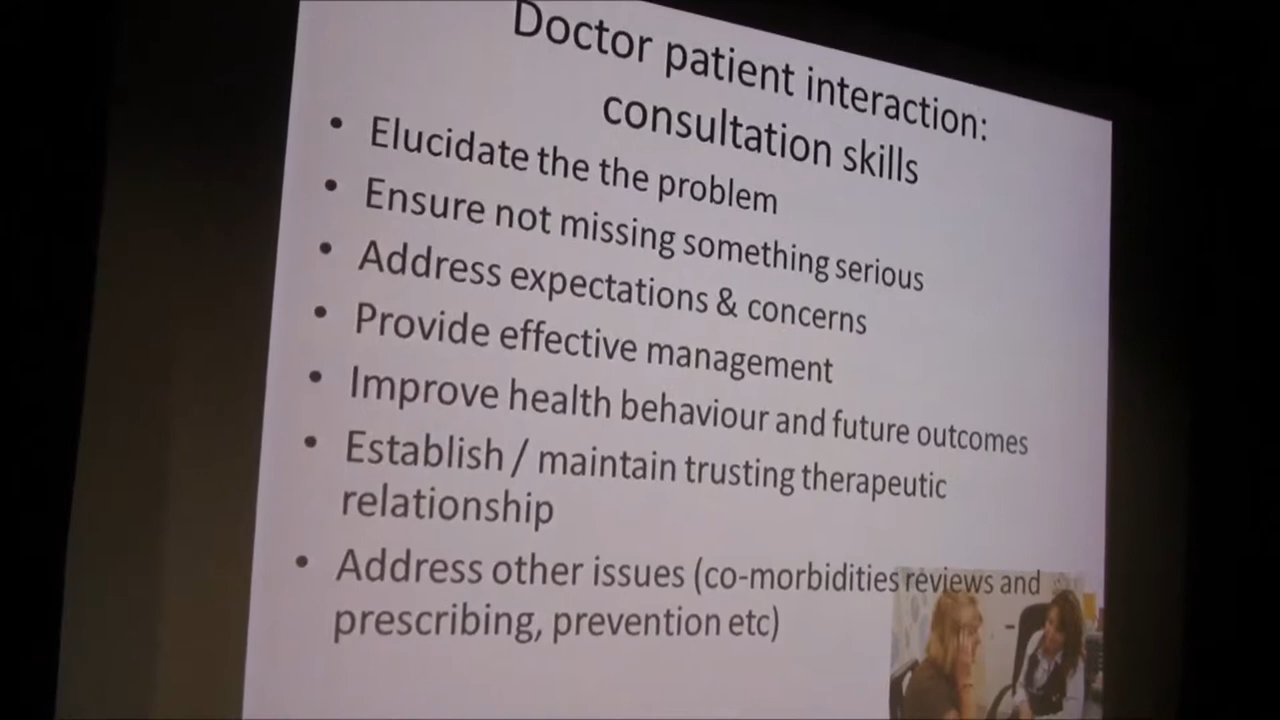 Doctor patient interaction:
consultation skills
• Elucidate the the problem
• Ensure not missing something serious
• Address expectations & concerns
• Provide effective management
• Improve health behaviour and future outcomes
• Establish / maintain trusting therapeutic
relationship
• Address other issues (co-morbidities reviews and
prescribing, prevention etc)